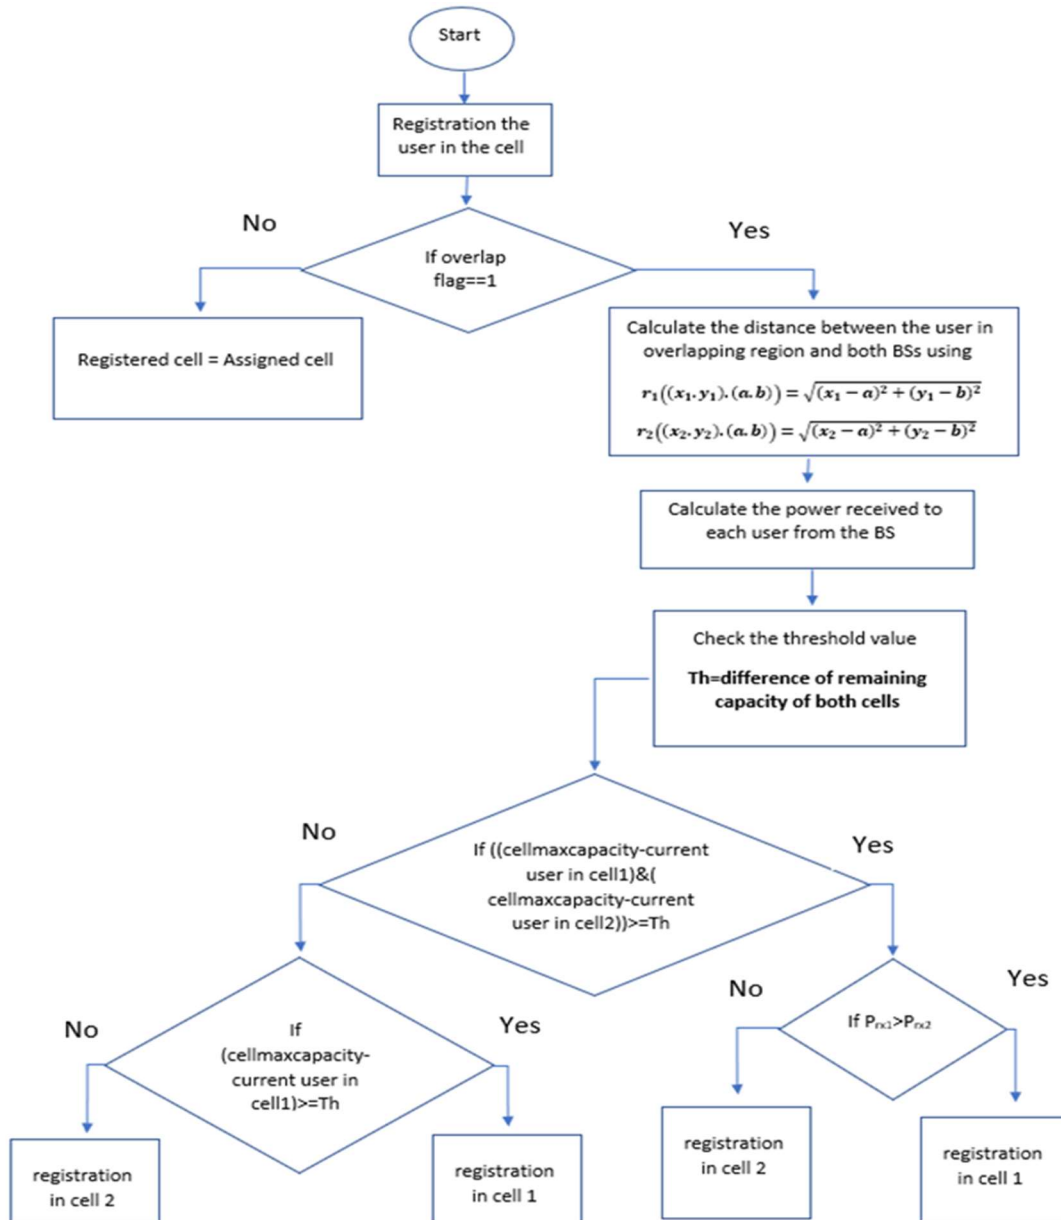 Start
Registration the
user in the cell
No
Yes
If overlap
flag==1
Registered cell = Assigned cell
Calculate the distance between the user in
overlapping region and both BSs using
r₁((x₁.y₁).(a.b)) = √((x₁ − a)² + (y₁ − b)²)
r₂((x₂.y₂).(a.b)) = √((x₂ − a)² + (y₂ − b)²)
Calculate the power received to
each user from the BS
Check the threshold value
Th=difference of remaining
capacity of both cells
No
Yes
If ((cellmaxcapacity-current
user in cell1)&(
cellmaxcapacity-current
user in cell2))>=Th
No
Yes
If
(cellmaxcapacity-
current user in
cell1)>=Th
No
Yes
If Pᵣₓ₁>Pᵣₓ₂
registration
in cell 2
registration
in cell 1
registration
in cell 2
registration
in cell 1